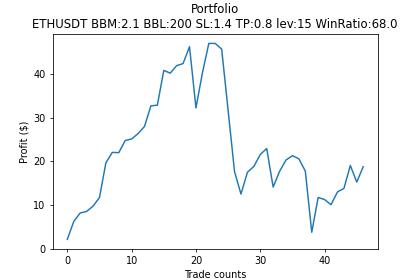 Portfolio
ETHUSDT BBM:2.1 BBL:200 SL:1.4 TP:0.8 lev:15 WinRatio:68.0
Profit ($)
40
30
20
10
0
0
10
20
30
40
Trade counts